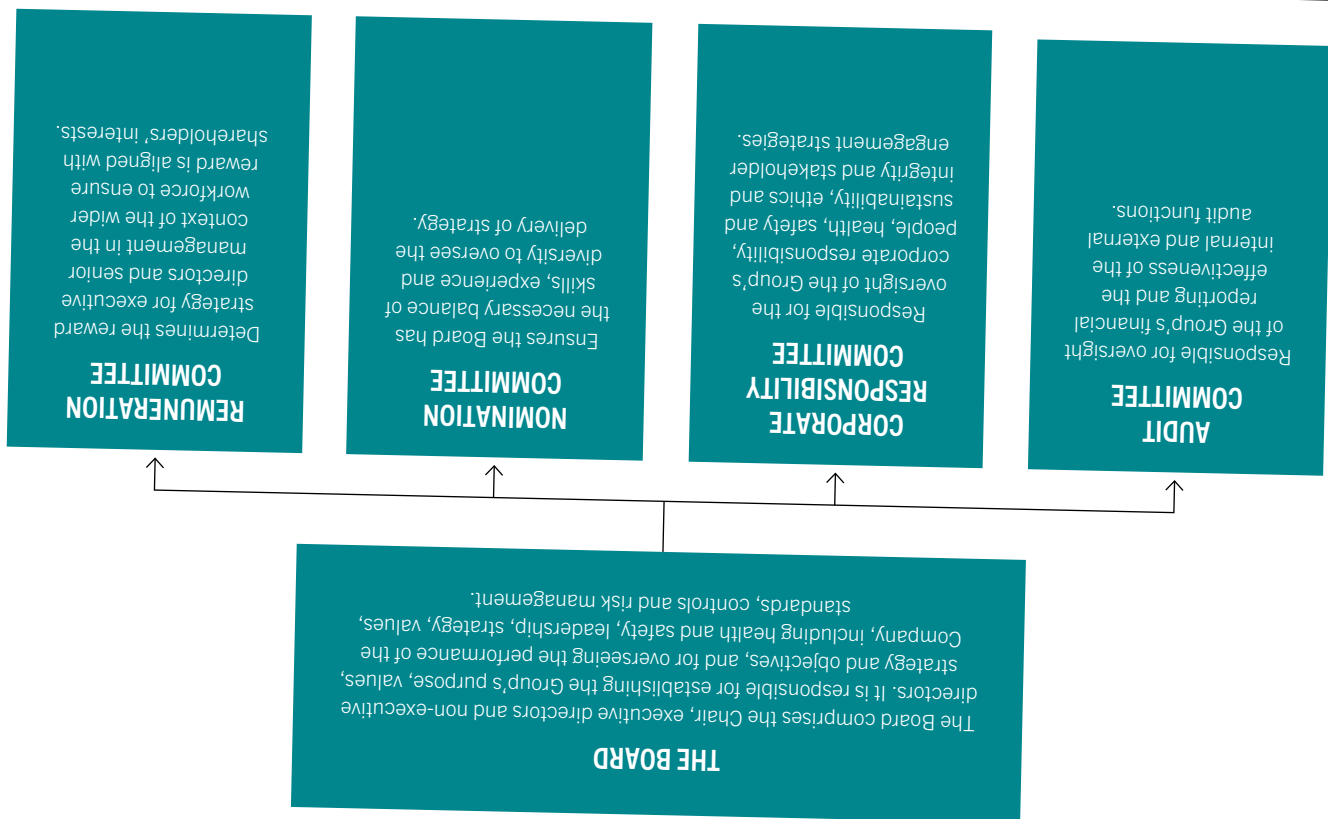 THE BOARD
The Board comprises the Chair, executive directors and non-executive
directors. It is responsible for establishing the Group's purpose, values,
strategy and objectives, and for overseeing the performance of the
Company, including health and safety, leadership, strategy, values,
standards, controls and risk management.
AUDIT
COMMITTEE
Responsible for oversight
of the Group's financial
reporting and the
effectiveness of the
internal and external
audit functions.
CORPORATE
RESPONSIBILITY
COMMITTEE
Responsible for the
oversight of the Group's
corporate responsibility,
people, health, safety and
sustainability, ethics and
integrity and stakeholder
engagement strategies.
NOMINATION
COMMITTEE
Ensures the Board has
the necessary balance of
skills, experience and
diversity to oversee the
delivery of strategy.
REMUNERATION
COMMITTEE
Determines the reward
strategy for executive
directors and senior
management in the
context of the wider
workforce to ensure
reward is aligned with
shareholders' interests.